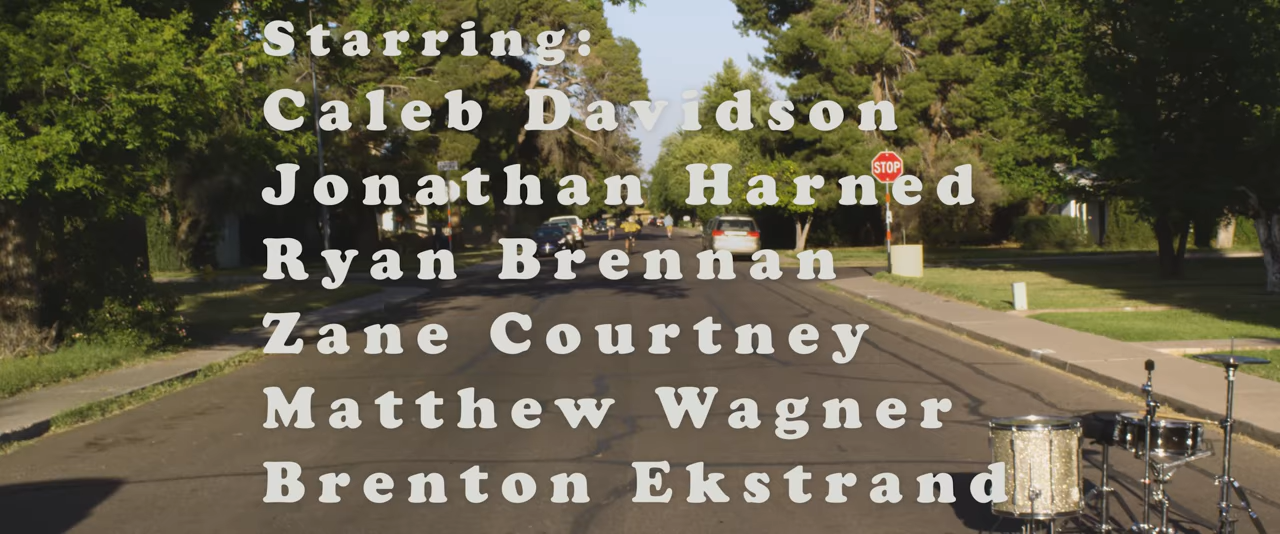 Starring:
Caleb Davidson
Jonathan Harned
STOP
Ryan Brennan
Zane Courtney
Matthew Wagner
Brenton Ekstrand